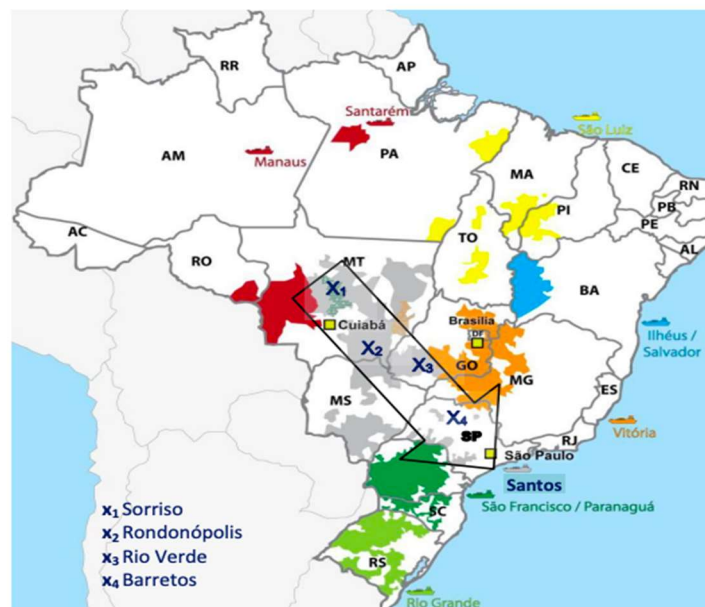 RR
AP
Santarém
São Luíz
AM
Manaus
PA
MA
CE
RN
PB
PI
PE
AC
TO
AL
RO
MT
BA
X1
Cuiabá
Brasília
DF
Ilhéus /
Salvador
X2
X3
GO
MG
MS
ES
X4
SP
Vitória
RJ
São Paulo
Santos
São Francisco / Paranaguá
SC
x1 Sorriso
x2 Rondonópolis
x3 Rio Verde
x4 Barretos
RS
Rio Grande